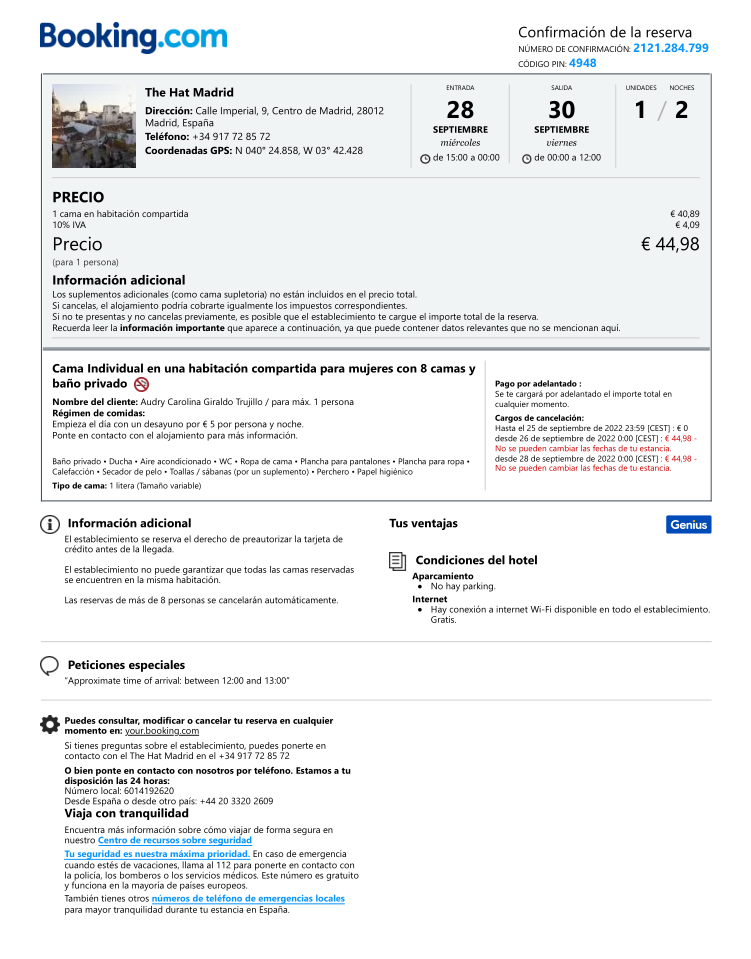 Booking.com
Confirmación de la reserva
NÚMERO DE CONFIRMACIÓN: 2121.284.799
CÓDIGO PIN: 4948
The Hat Madrid
Dirección: Calle Imperial, 9, Centro de Madrid, 28012
Madrid, España
Teléfono: +34 917 72 85 72
Coordenadas GPS: N 040° 24.858, W 03° 42.428
ENTRADA
28
SEPTIEMBRE
miércoles
de 15:00 a 00:00
SALIDA
30
SEPTIEMBRE
viernes
de 00:00 a 12:00
UNIDADES NOCHES
1 / 2
PRECIO
1 cama en habitación compartida € 40,89
10% IVA € 4,09
Precio € 44,98
(para 1 persona)
Información adicional
Los suplementos adicionales (como cama supletoria) no están incluidos en el precio total.
Si cancelas, el alojamiento podría cobrarte igualmente los impuestos correspondientes.
Si no te presentas y no cancelas previamente, es posible que el establecimiento te cargue el importe total de la reserva.
Recuerda leer la información importante que aparece a continuación, ya que puede contener datos relevantes que no se mencionan aquí.
Cama Individual en una habitación compartida para mujeres con 8 camas y
baño privado
Nombre del cliente: Audry Carolina Giraldo Trujillo / para máx. 1 persona
Régimen de comidas:
Empieza el día con un desayuno por € 5 por persona y noche.
Ponte en contacto con el alojamiento para más información.
Baño privado • Ducha • Aire acondicionado • WC • Ropa de cama • Plancha para pantalones • Plancha para ropa •
Calefacción • Secador de pelo • Toallas / sábanas (por un suplemento) • Perchero • Papel higiénico
Tipo de cama: 1 litera (Tamaño variable)
Pago por adelantado :
Se te cargará por adelantado el importe total en
cualquier momento.
Cargos de cancelación:
Hasta el 25 de septiembre de 2022 23:59 [CEST] : € 0
desde 26 de septiembre de 2022 0:00 [CEST] : € 44,98 -
No se pueden cambiar las fechas de tu estancia.
desde 28 de septiembre de 2022 0:00 [CEST] : € 44,98 -
No se pueden cambiar las fechas de tu estancia.
Información adicional
El establecimiento se reserva el derecho de preautorizar la tarjeta de
crédito antes de la llegada.
El establecimiento no puede garantizar que todas las camas reservadas
se encuentren en la misma habitación.
Las reservas de más de 8 personas se cancelarán automáticamente.
Tus ventajas
Genius
Condiciones del hotel
Aparcamiento
• No hay parking.
Internet
• Hay conexión a internet Wi-Fi disponible en todo el establecimiento.
Gratis.
Peticiones especiales
"Approximate time of arrival: between 12:00 and 13:00"
Puedes consultar, modificar o cancelar tu reserva en cualquier
momento en: your.booking.com
Si tienes preguntas sobre el establecimiento, puedes ponerte en
contacto con el The Hat Madrid en el +34 917 72 85 72
O bien ponte en contacto con nosotros por teléfono. Estamos a tu
disposición las 24 horas:
Número local: 6014192620
Desde España o desde otro país: +44 20 3320 2609
Viaja con tranquilidad
Encuentra más información sobre cómo viajar de forma segura en
nuestro Centro de recursos sobre seguridad
Tu seguridad es nuestra máxima prioridad. En caso de emergencia
cuando estés de vacaciones, llama al 112 para ponerte en contacto con
la policía, los bomberos o los servicios médicos. Este número es gratuito
y funciona en la mayoría de países europeos.
También tienes otros números de teléfono de emergencias locales
para mayor tranquilidad durante tu estancia en España.